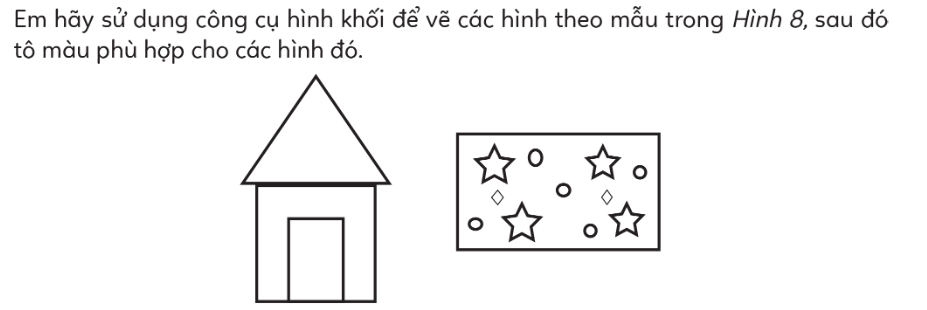 Em hãy sử dụng công cụ hình khối để vẽ các hình theo mẫu trong Hình 8, sau đó
tô màu phù hợp cho các hình đó.